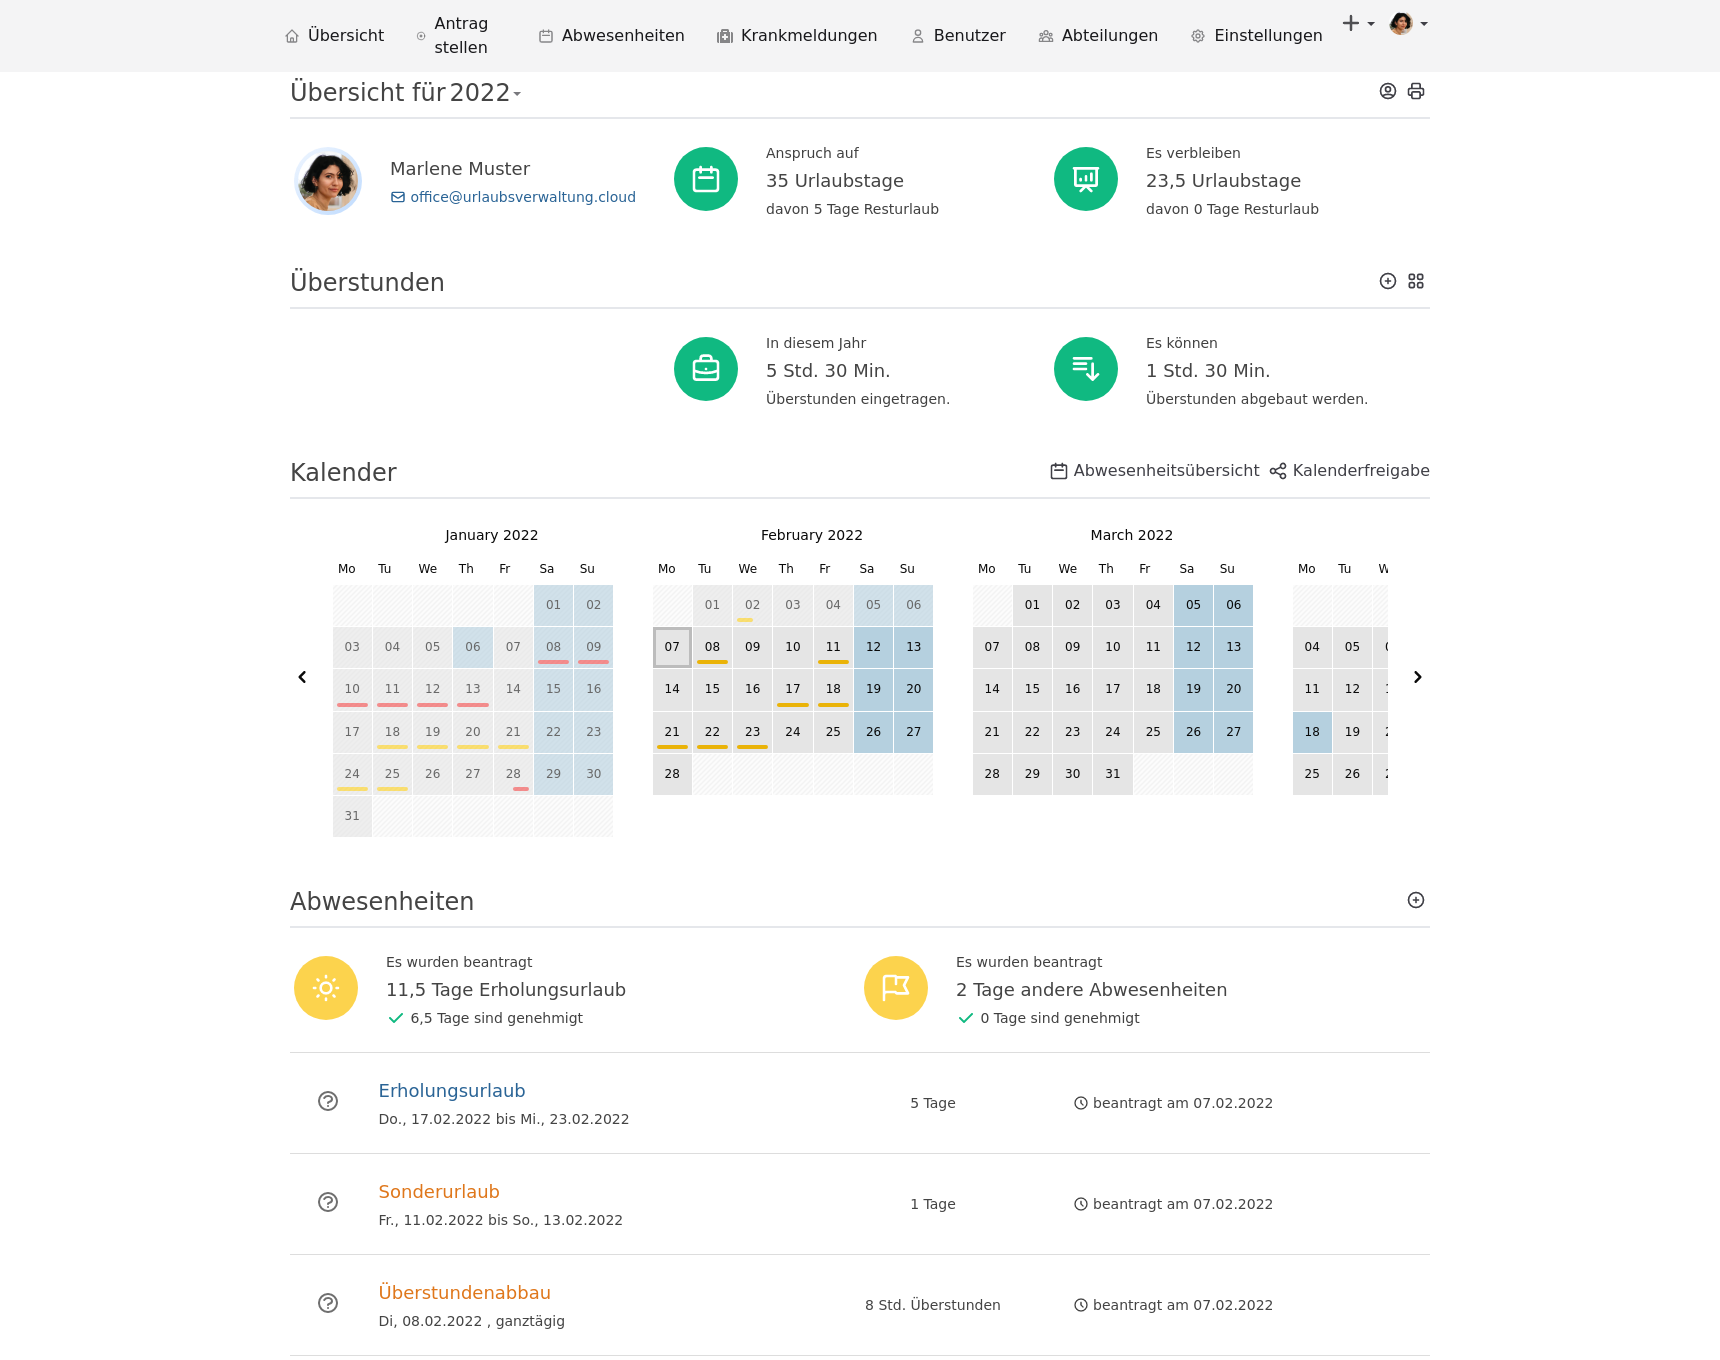 Übersicht
Antrag stellen
Abwesenheiten
Krankmeldungen
Benutzer
Abteilungen
Einstellungen
Übersicht für 2022
Marlene Muster
office@urlaubsverwaltung.cloud
Anspruch auf
35 Urlaubstage
davon 5 Tage Resturlaub
Es verbleiben
23,5 Urlaubstage
davon 0 Tage Resturlaub
Überstunden
In diesem Jahr
5 Std. 30 Min.
Überstunden eingetragen.
Es können
1 Std. 30 Min.
Überstunden abgebaut werden.
Kalender
Abwesenheitsübersicht
Kalenderfreigabe
January 2022
Mo Tu We Th Fr Sa Su
01 02
03 04 05 06 07 08 09
10 11 12 13 14 15 16
17 18 19 20 21 22 23
24 25 26 27 28 29 30
31
February 2022
Mo Tu We Th Fr Sa Su
01 02 03 04 05 06
07 08 09 10 11 12 13
14 15 16 17 18 19 20
21 22 23 24 25 26 27
28
March 2022
Mo Tu We Th Fr Sa Su
01 02 03 04 05 06
07 08 09 10 11 12 13
14 15 16 17 18 19 20
21 22 23 24 25 26 27
28 29 30 31
Mo Tu
04 05
11 12
18 19
25 26
Abwesenheiten
Es wurden beantragt
11,5 Tage Erholungsurlaub
6,5 Tage sind genehmigt
Es wurden beantragt
2 Tage andere Abwesenheiten
0 Tage sind genehmigt
Erholungsurlaub
Do., 17.02.2022 bis Mi., 23.02.2022
5 Tage
beantragt am 07.02.2022
Sonderurlaub
Fr., 11.02.2022 bis So., 13.02.2022
1 Tage
beantragt am 07.02.2022
Überstundenabbau
Di, 08.02.2022 , ganztägig
8 Std. Überstunden
beantragt am 07.02.2022